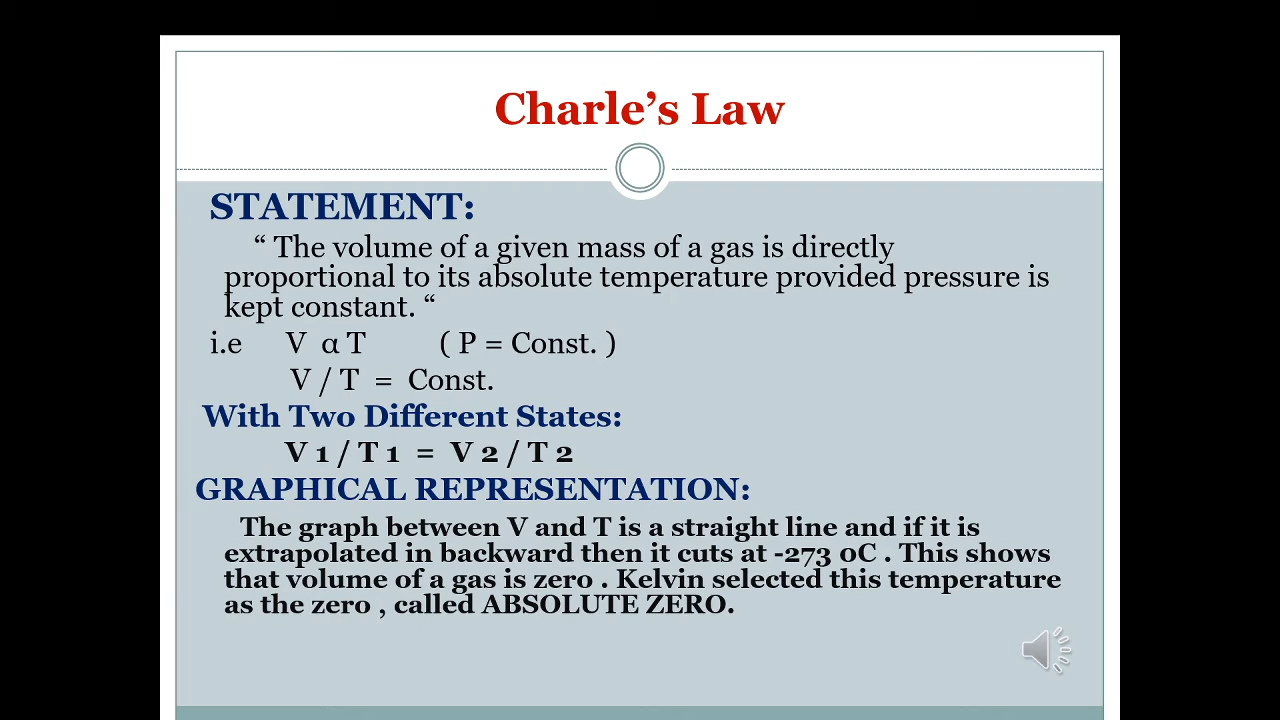 Charle’s Law
STATEMENT:
“ The volume of a given mass of a gas is directly
proportional to its absolute temperature provided pressure is
kept constant. “
i.e V α T ( P = Const. )
V / T = Const.
With Two Different States:
V 1 / T 1 = V 2 / T 2
GRAPHICAL REPRESENTATION:
The graph between V and T is a straight line and if it is
extrapolated in backward then it cuts at -273 0C . This shows
that volume of a gas is zero . Kelvin selected this temperature
as the zero , called ABSOLUTE ZERO.